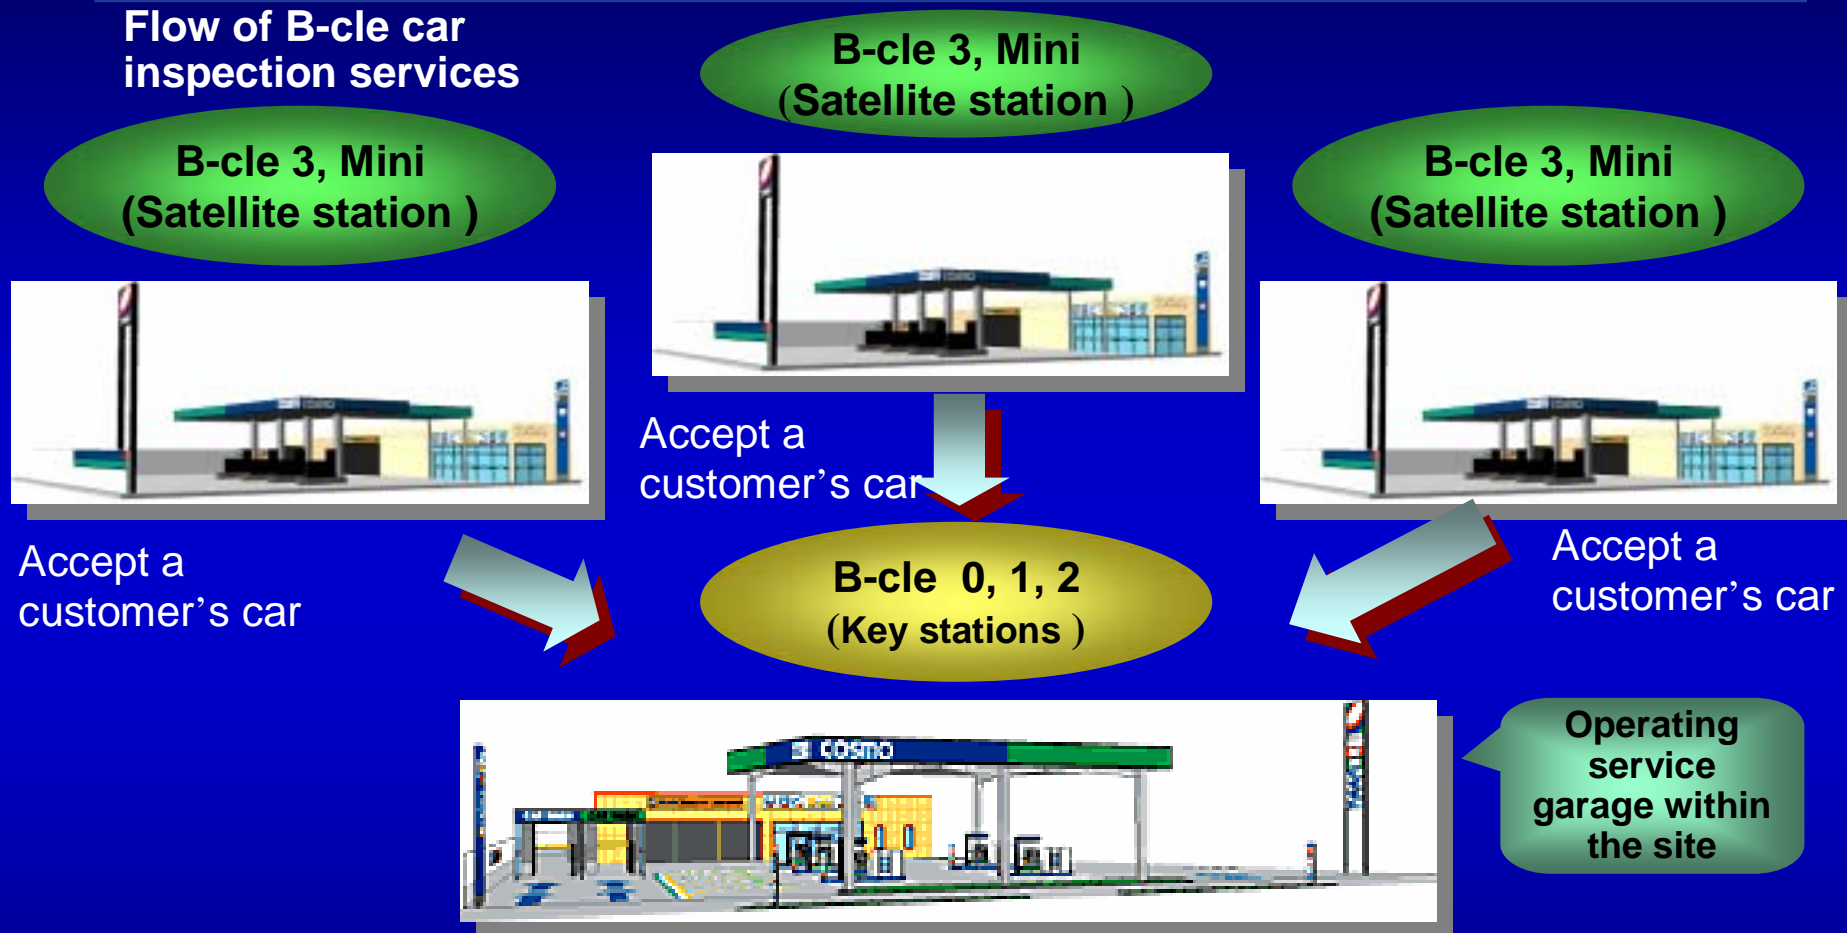 Flow of B-cle car
inspection services
B-cle 3, Mini
(Satellite station )
B-cle 3, Mini
(Satellite station )
B-cle 3, Mini
(Satellite station )
Accept a
customer’s car
Accept a
customer’s car
Accept a
customer’s car
B-cle 0, 1, 2
(Key stations )
COSMO
Operating
service
garage within
the site